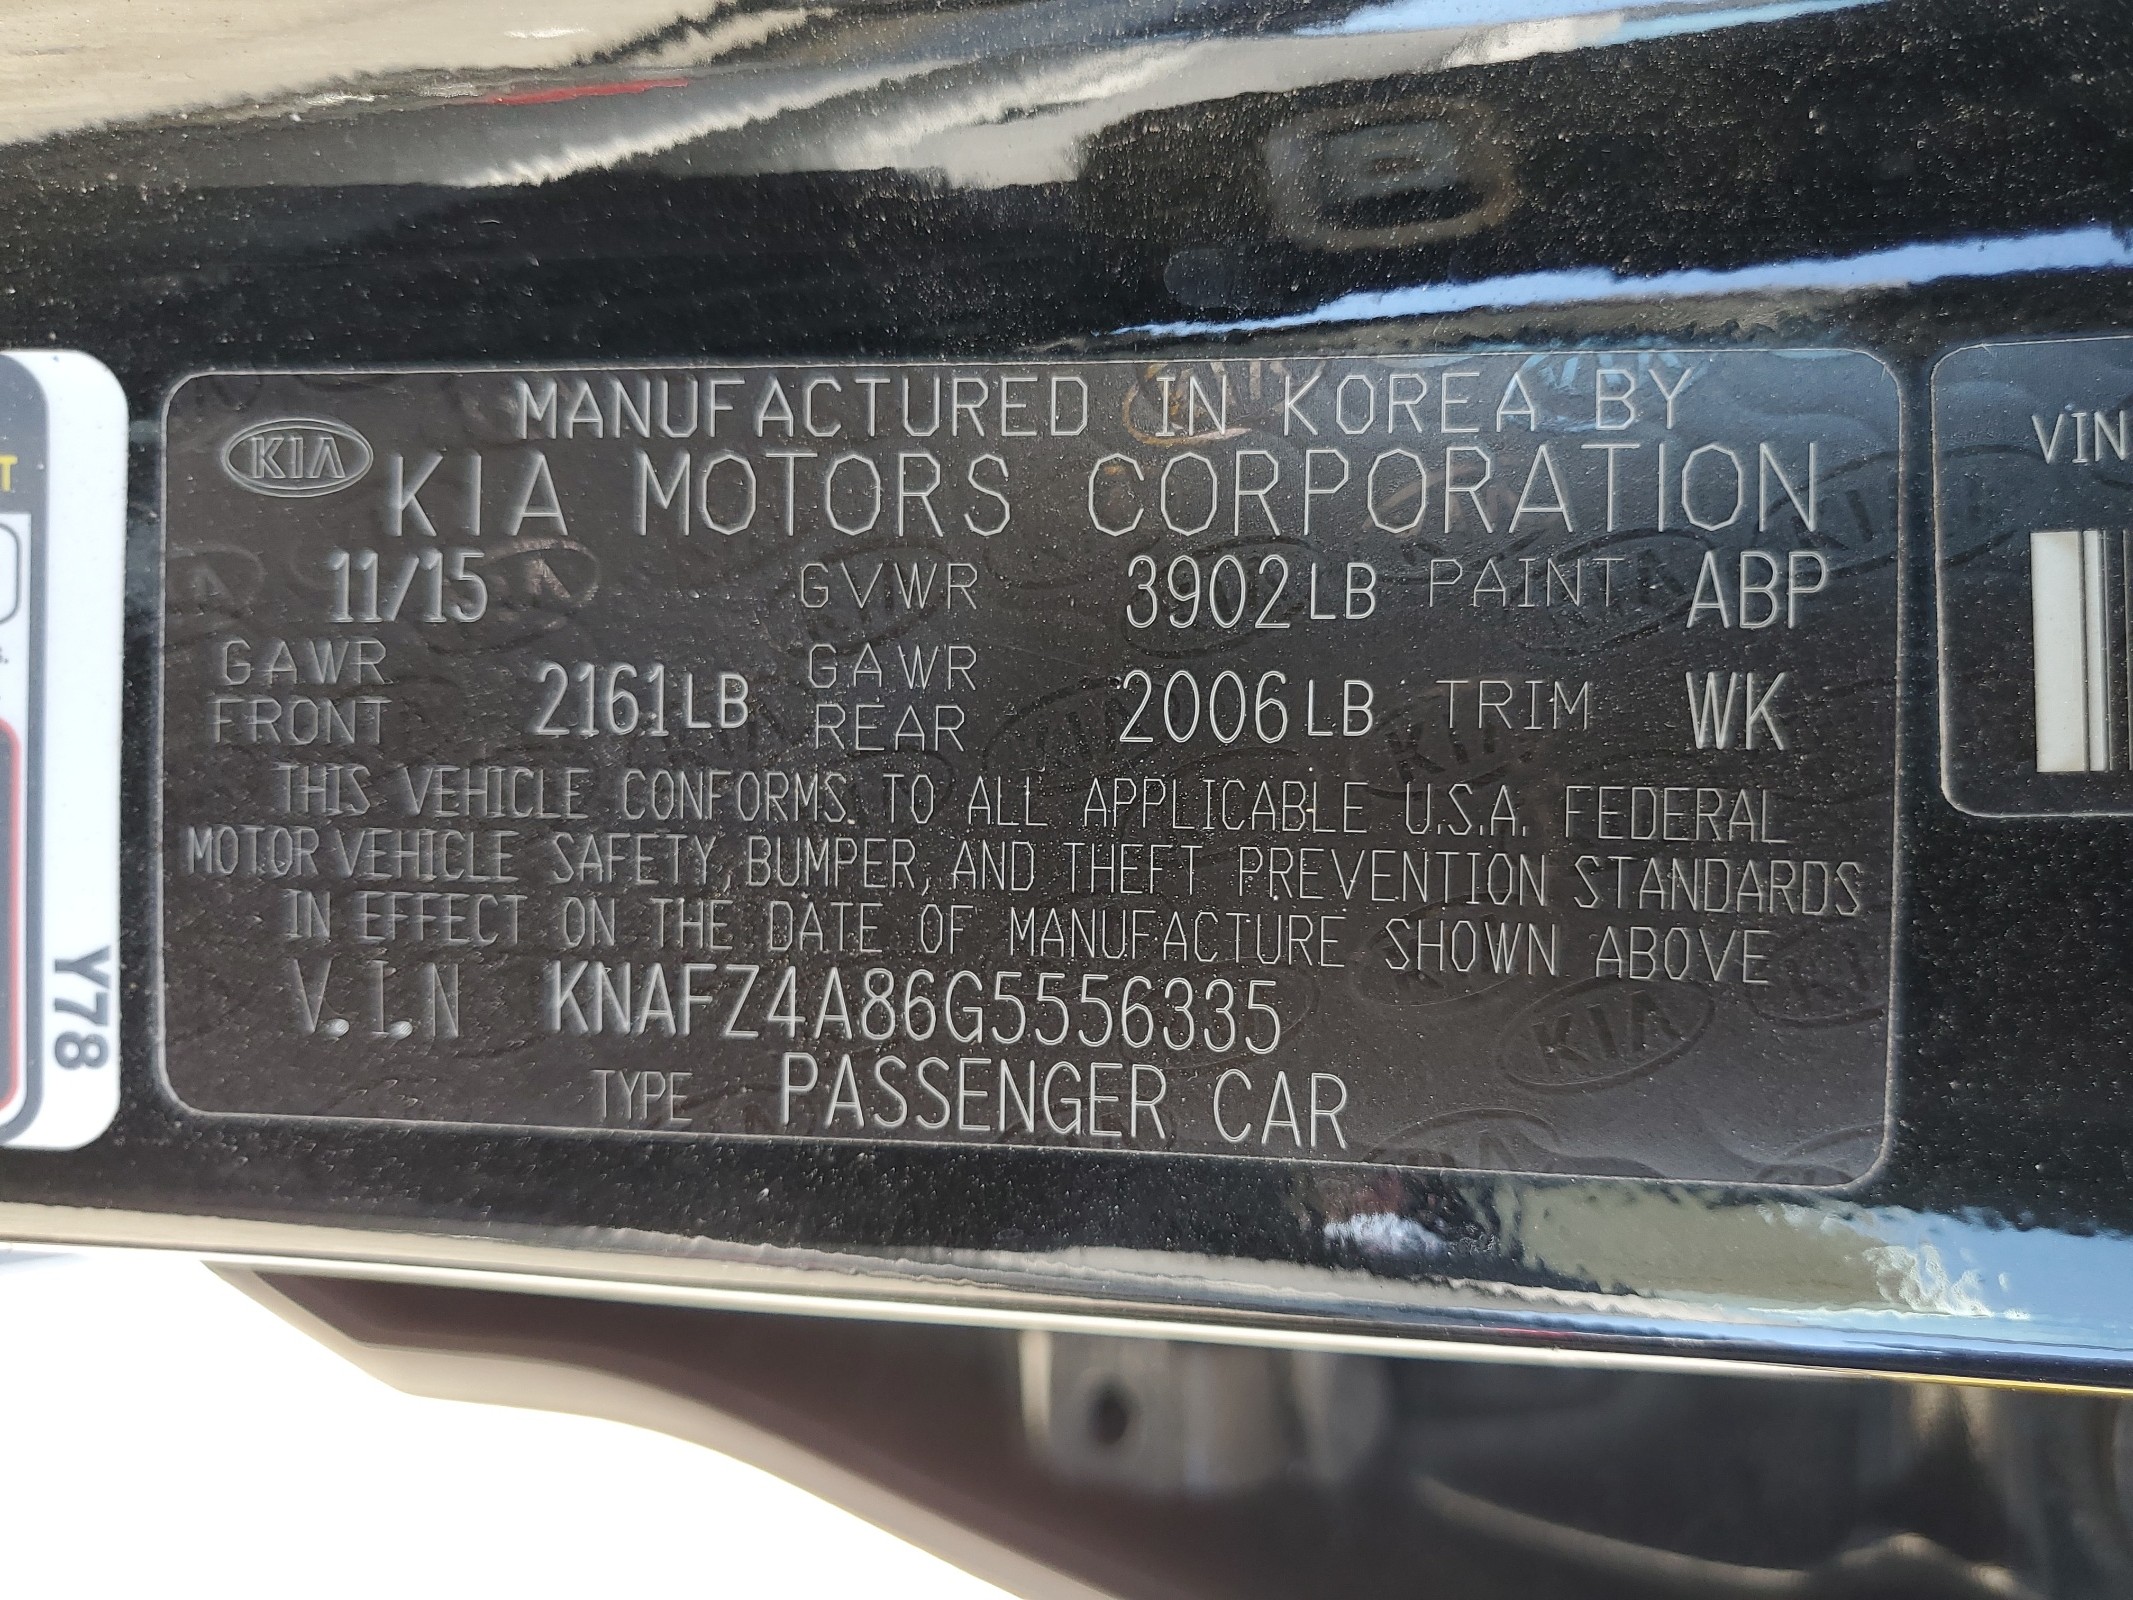 MANUFACTURED IN KOREA BY
KIA KIA MOTORS CORPORATION
11/15 GVWR 3902LB PAINT ABP
GAWR FRONT 2161LB GAWR REAR 2006LB TRIM WK
THIS VEHICLE CONFORMS TO ALL APPLICABLE U.S.A. FEDERAL
MOTOR VEHICLE SAFETY, BUMPER, AND THEFT PREVENTION STANDARDS
IN EFFECT ON THE DATE OF MANUFACTURE SHOWN ABOVE
V.I.N KNAFZ4A86G5556335
TYPE PASSENGER CAR
Y78
VIN